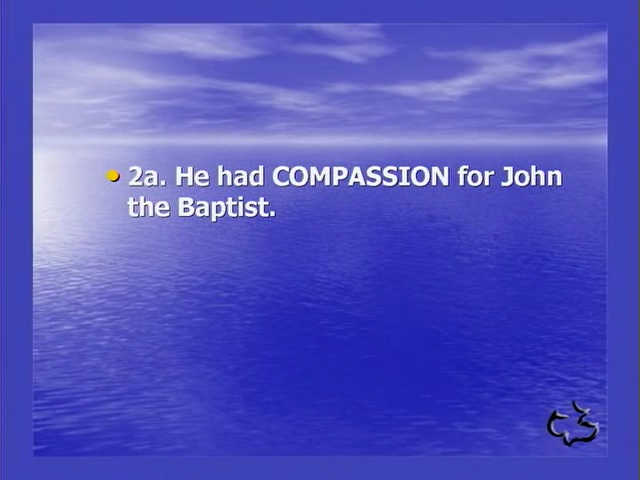 • 2a. He had COMPASSION for John
the Baptist.